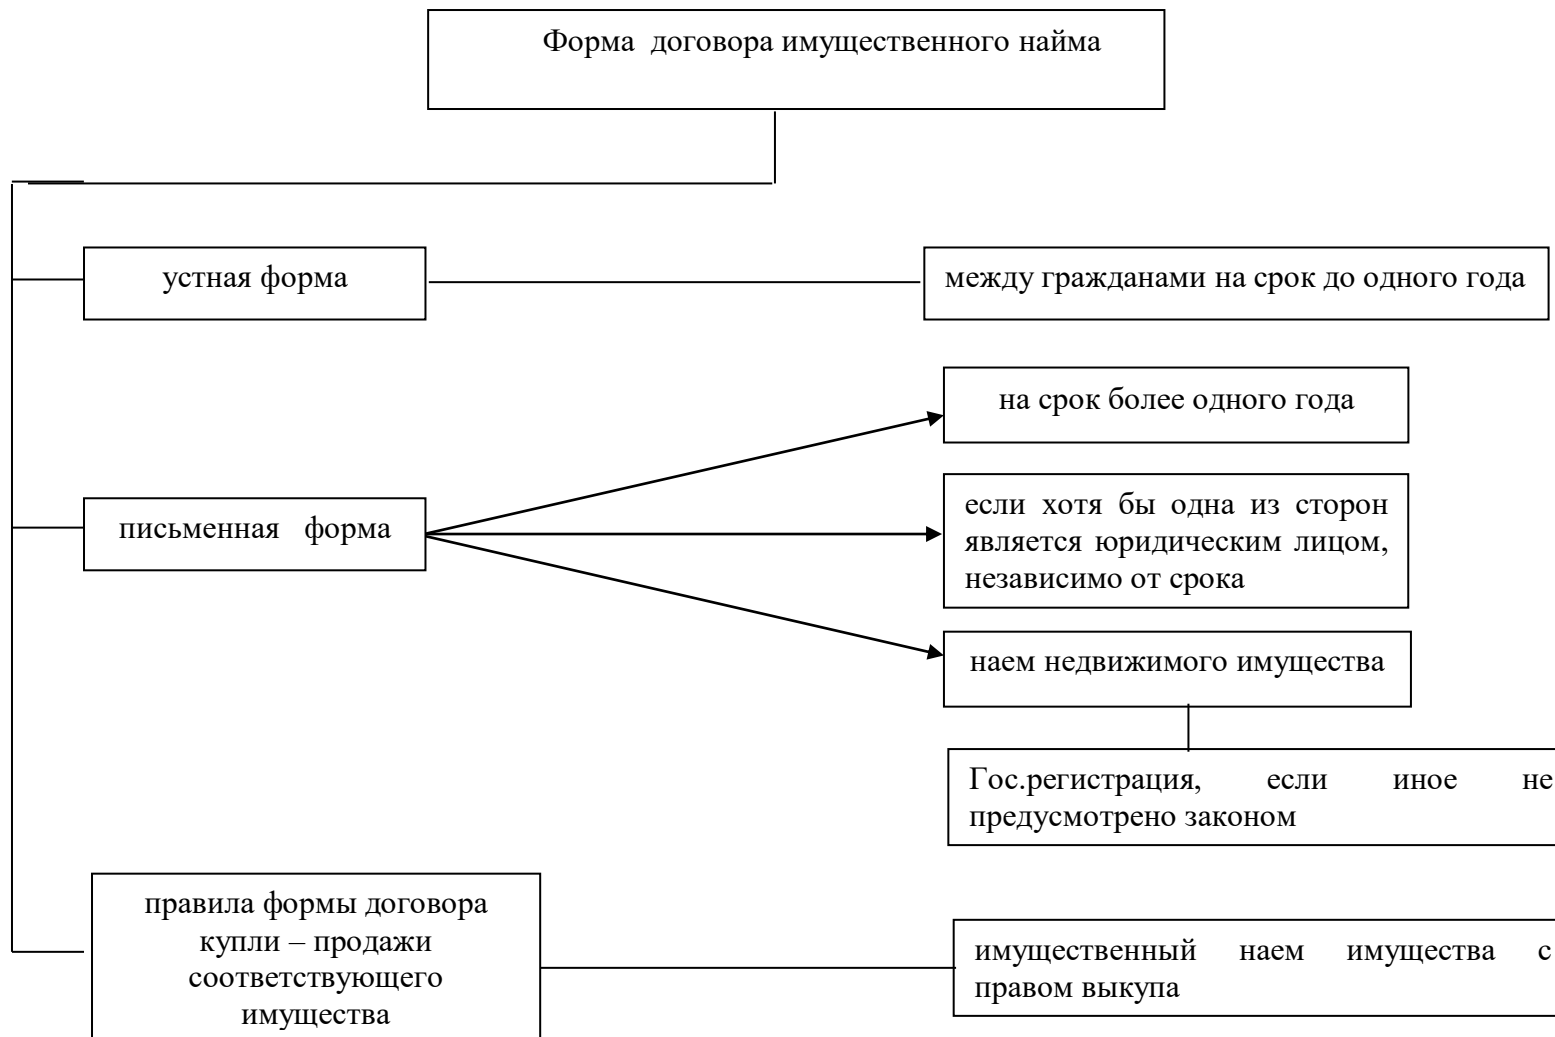 Форма договора имущественного найма
устная форма
между гражданами на срок до одного года
на срок более одного года
письменная форма
если хотя бы одна из сторон
является юридическим лицом,
независимо от срока
наем недвижимого имущества
Гос.регистрация, если иное не
предусмотрено законом
правила формы договора
купли – продажи
соответствующего
имущества
имущественный наем имущества с
правом выкупа